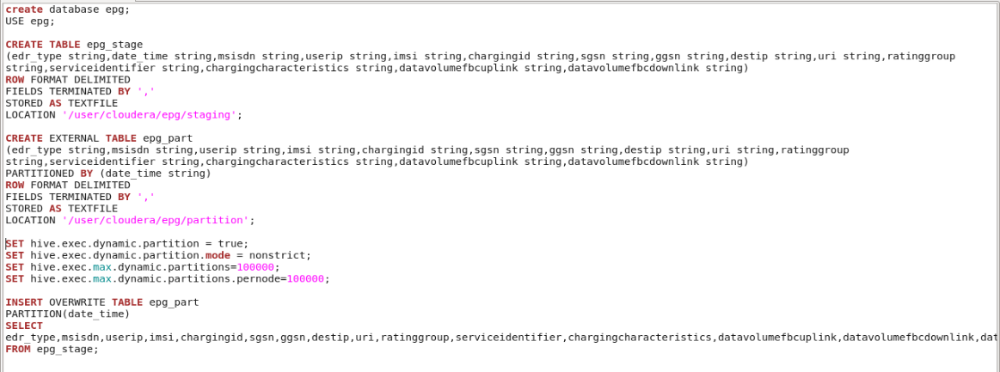 create database epg;
USE epg;
CREATE TABLE epg_stage
(edr_type string,date_time string,msisdn string,userip string,imsi string,chargingid string,sgsn string,ggsn string,destip string,uri string,ratinggroup
string,serviceidentifier string,chargingcharacteristics string,datavolumefbcuplink string,datavolumefbcdownlink string)
ROW FORMAT DELIMITED
FIELDS TERMINATED BY ','
STORED AS TEXTFILE
LOCATION '/user/cloudera/epg/staging';
CREATE EXTERNAL TABLE epg_part
(edr_type string,msisdn string,userip string,imsi string,chargingid string,sgsn string,ggsn string,destip string,uri string,ratinggroup
string,serviceidentifier string,chargingcharacteristics string,datavolumefbcuplink string,datavolumefbcdownlink string)
PARTITIONED BY (date_time string)
ROW FORMAT DELIMITED
FIELDS TERMINATED BY ','
STORED AS TEXTFILE
LOCATION '/user/cloudera/epg/partition';
SET hive.exec.dynamic.partition = true;
SET hive.exec.dynamic.partition.mode = nonstrict;
SET hive.exec.max.dynamic.partitions=100000;
SET hive.exec.max.dynamic.partitions.pernode=100000;
INSERT OVERWRITE TABLE epg_part
PARTITION(date_time)
SELECT
edr_type,msisdn,userip,imsi,chargingid,sgsn,ggsn,destip,uri,ratinggroup,serviceidentifier,chargingcharacteristics,datavolumefbcuplink,datavolumefbcdownlink,dat
FROM epg_stage;